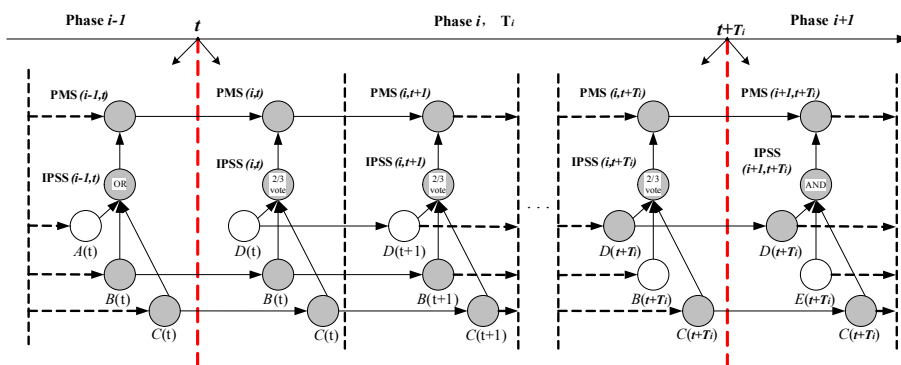 Phase i-1
t
Phase i, Ti
t+Ti
Phase i+1
PMS (i-1,t)
PMS (i,t)
PMS (i,t+1)
PMS (i,t+Ti)
PMS (i+1,t+Ti)
IPSS (i-1,t)
IPSS (i,t)
IPSS (i,t+1)
IPSS (i,t+Ti)
IPSS
(i+1,t+Ti)
OR
2/3
vote
2/3
vote
2/3
vote
AND
. . .
A(t)
D(t)
D(t+1)
D(t+Ti)
D(t+Ti)
B(t)
B(t)
B(t+1)
B(t+Ti)
E(t+Ti)
C(t)
C(t)
C(t+1)
C(t+Ti)
C(t+Ti)